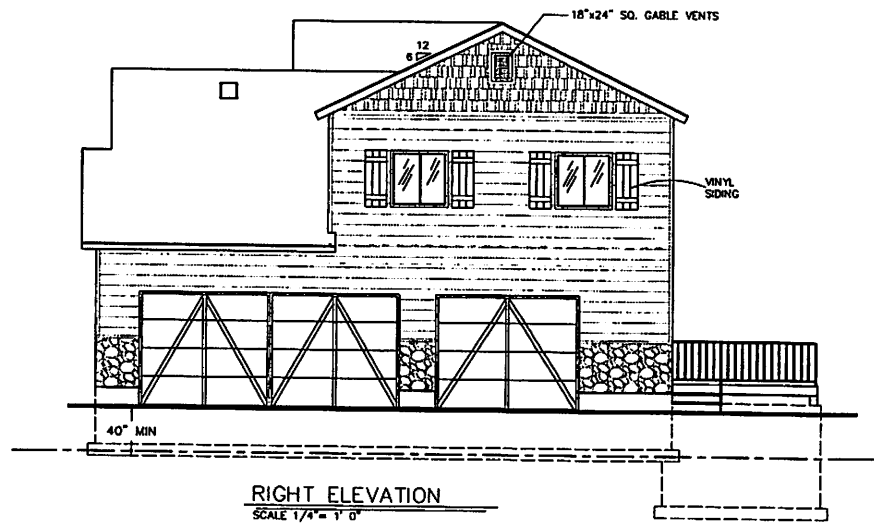 18"x24" SQ. GABLE VENTS
12
6
VINYL
SIDING
40" MIN
RIGHT ELEVATION
SCALE 1/4"= 1' 0"